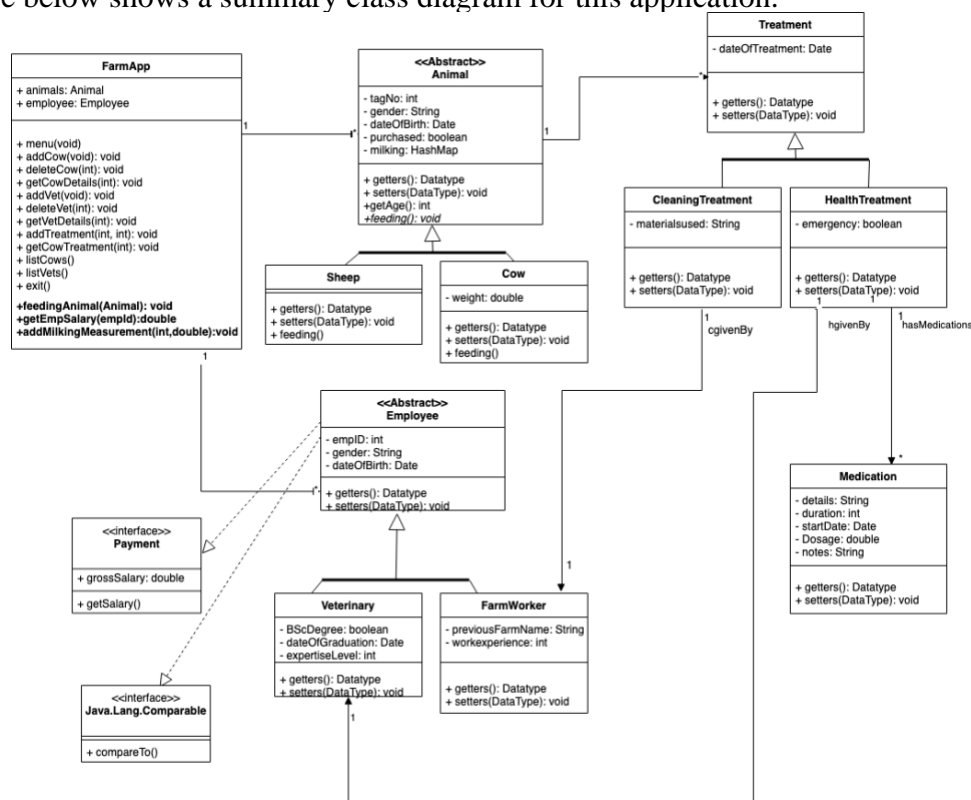 e below shows a summary class diagram for this application.
FarmApp
+ animals: Animal
+ employee: Employee
+ menu(void)
+ addCow(void): void
+ deleteCow(int): void
+ getCowDetails(int): void
+ addVet(void): void
+ deleteVet(int): void
+ getVetDetails(int): void
+ addTreatment(int, int): void
+ getCowTreatment(int): void
+ listCows()
+ listVets()
+ exit()
+feedingAnimal(Animal): void
+getEmpSalary(empId):double
+addMilkingMeasurement(int,double):void
1
1
*
<<Abstract>>
Animal
- tagNo: int
- gender: String
- dateOfBirth: Date
- purchased: boolean
- milking: HashMap
+ getters(): Datatype
+ setters(DataType): void
+getAge(): int
+feeding(): void
1
*
Treatment
- dateOfTreatment: Date
+ getters(): Datatype
+ setters(DataType): void
Sheep
+ getters(): Datatype
+ setters(DataType): void
+ feeding()
Cow
- weight: double
+ getters(): Datatype
+ setters(DataType): void
+ feeding()
CleaningTreatment
- materialsused: String
+ getters(): Datatype
+ setters(DataType): void
1
cgivenBy
HealthTreatment
- emergency: boolean
+ getters(): Datatype
+ setters(DataType): void
1
1
hgivenBy
1
hasMedications
<<Abstract>>
Employee
- empID: int
- gender: String
- dateOfBirth: Date
+ getters(): Datatype
+ setters(DataType): void
*
*
Medication
- details: String
- duration: int
- startDate: Date
- Dosage: double
- notes: String
+ getters(): Datatype
+ setters(DataType): void
<<interface>>
Payment
+ grossSalary: double
+ getSalary()
1
Veterinary
- BScDegree: boolean
- dateOfGraduation: Date
- expertiseLevel: int
+ getters(): Datatype
+ setters(DataType): void
1
FarmWorker
- previousFarmName: String
- workexperience: int
+ getters(): Datatype
+ setters(DataType): void
<<interface>>
Java.Lang.Comparable
+ compareTo()